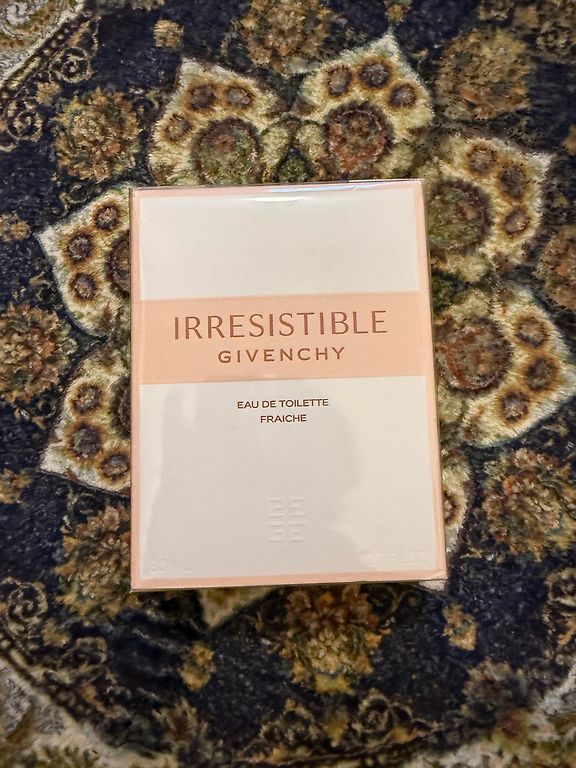 IRRESISTIBLE
GIVENCHY
EAU DE TOILETTE
FRAICHE